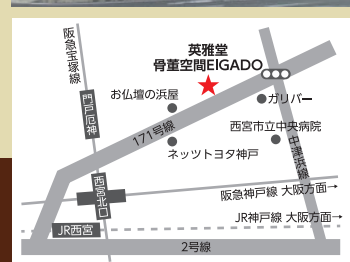 阪急宝塚線
英雅堂
骨董空間EIGADO
門戸厄神
お仏壇の浜屋
ガリバー
171号線
西宮市立中央病院
ネッツトヨタ神戸
中津浜線
西宮北口
阪急神戸線 大阪方面→
JR神戸線 大阪方面→
JR西宮
2号線